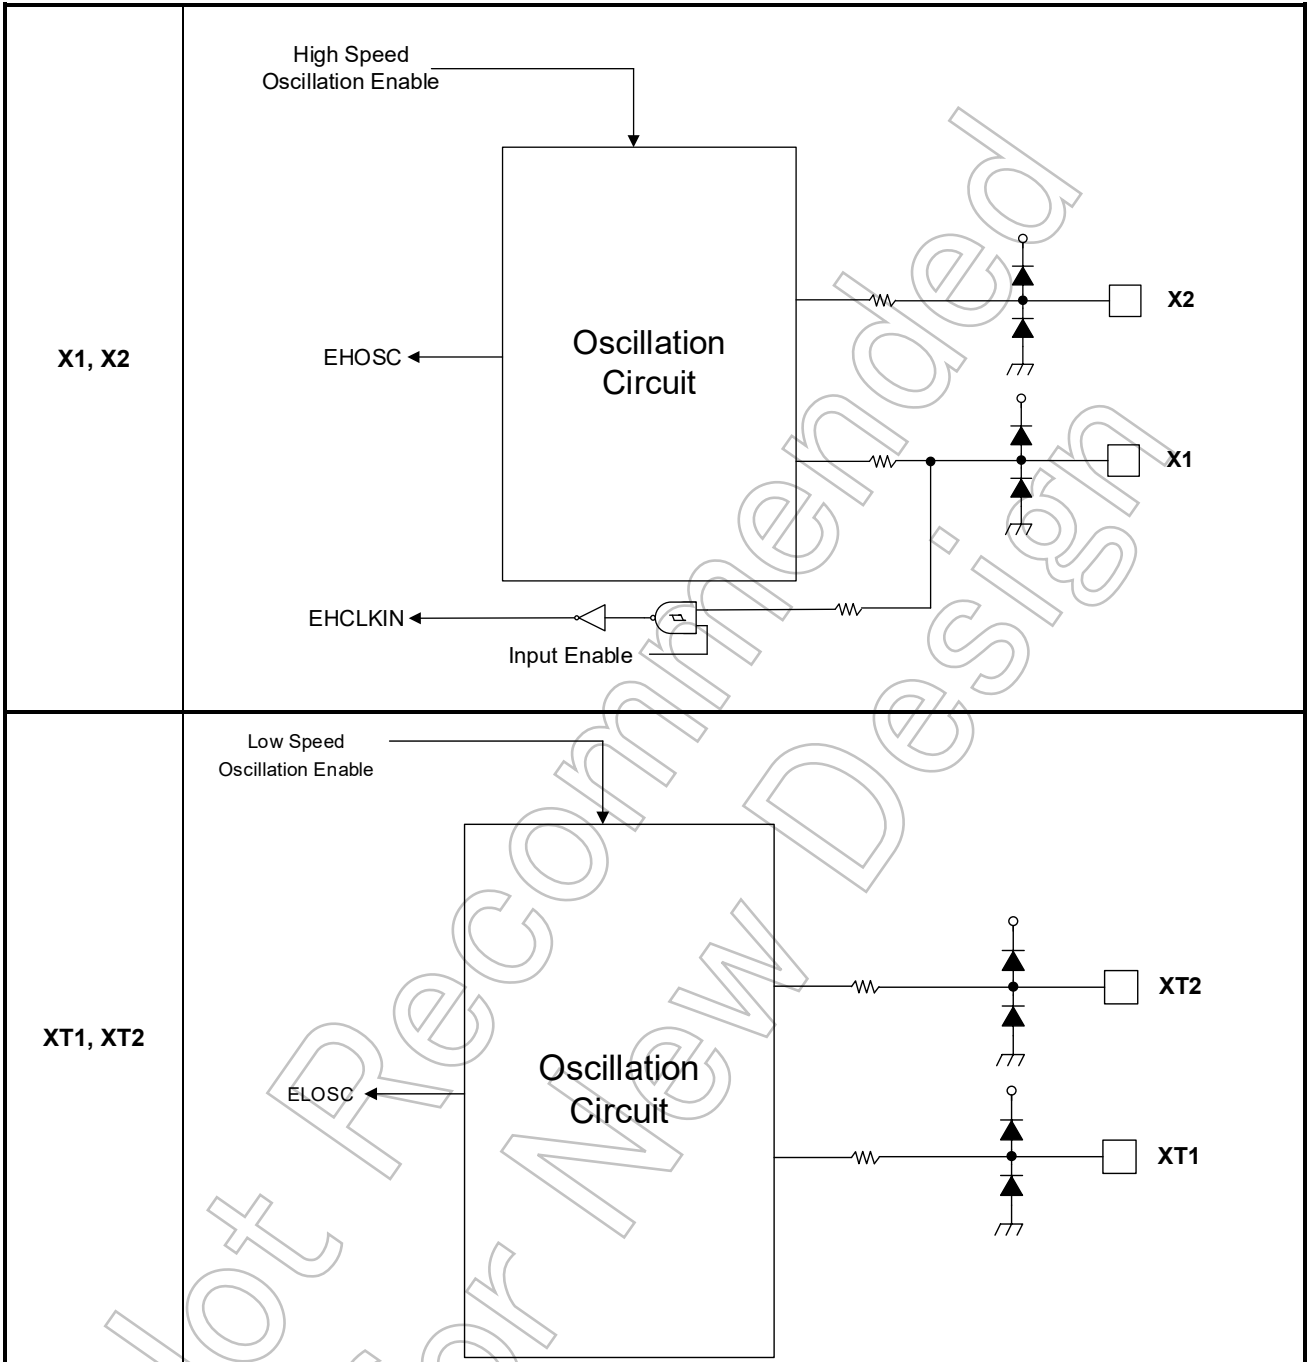 X1, X2
High Speed
Oscillation Enable
Oscillation
Circuit
X2
EHOSC
X1
EHCLKIN
Input Enable
XT1, XT2
Low Speed
Oscillation Enable
Oscillation
Circuit
XT2
ELOSC
XT1
Not Recommended
for New Design